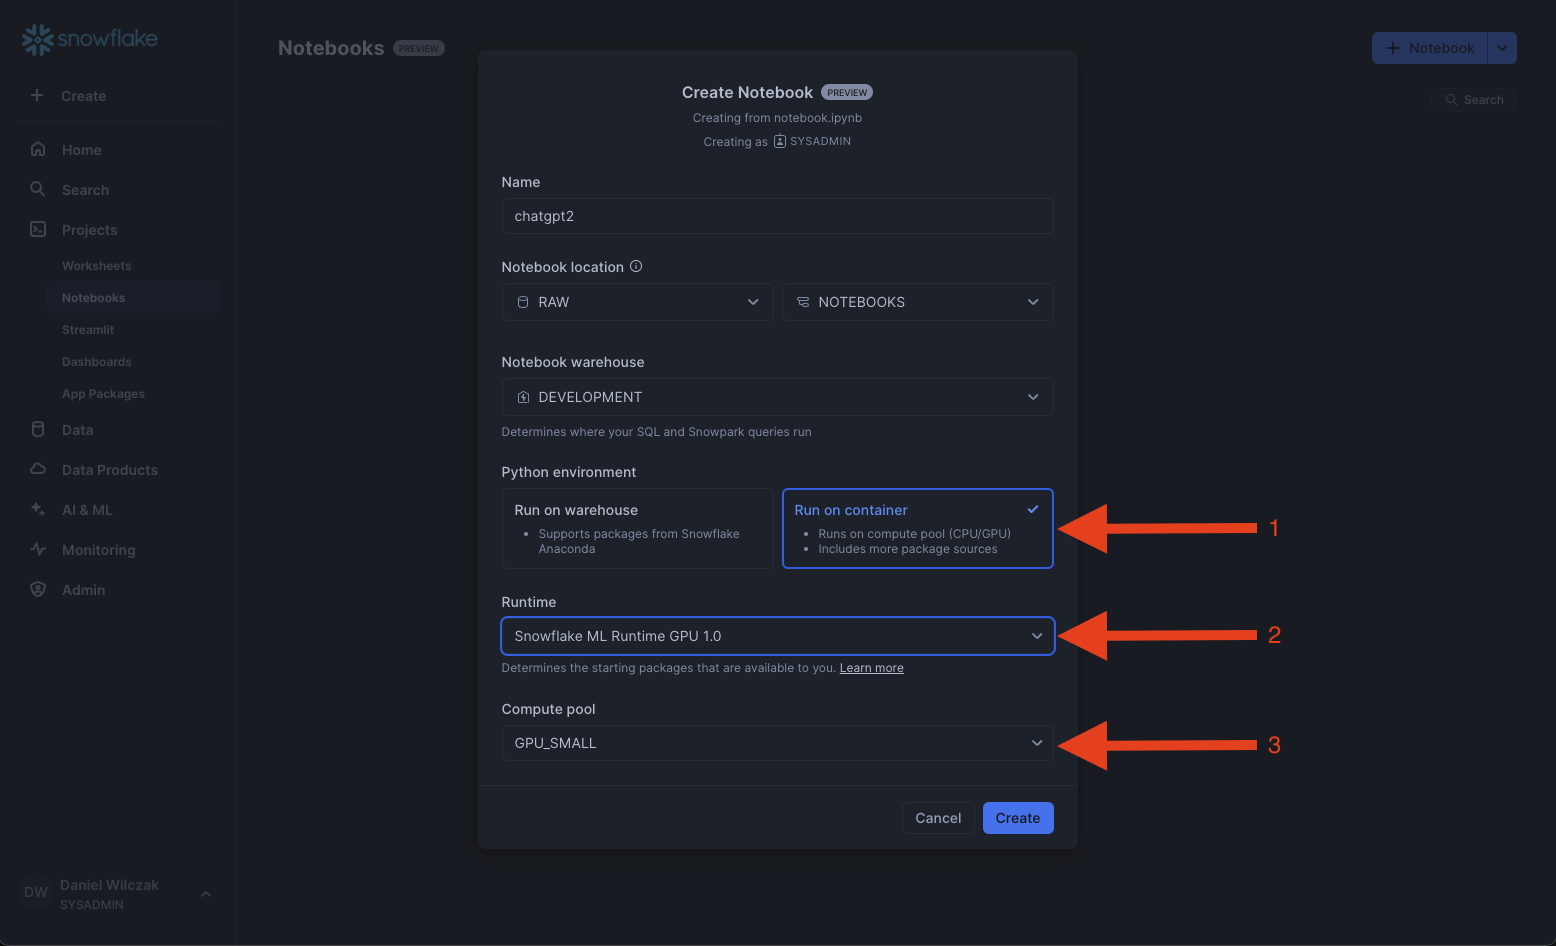 snowflake
Create
Home
Search
Projects
Worksheets
Notebooks
Streamlit
Dashboards
App Packages
Data
Data Products
AI & ML
Monitoring
Admin
DW
Daniel Wilczak
SYSADMIN
Notebooks PREVIEW
Notebook
Search
Create Notebook PREVIEW
Creating from notebook.ipynb
Creating as SYSADMIN
Name
chatgpt2
Notebook location
RAW
NOTEBOOKS
Notebook warehouse
DEVELOPMENT
Determines where your SQL and Snowpark queries run
Python environment
Run on warehouse
• Supports packages from Snowflake
Anaconda
Run on container
• Runs on compute pool (CPU/GPU)
• Includes more package sources
1
Runtime
Snowflake ML Runtime GPU 1.0
2
Determines the starting packages that are available to you. Learn more
Compute pool
GPU_SMALL
3
Cancel
Create